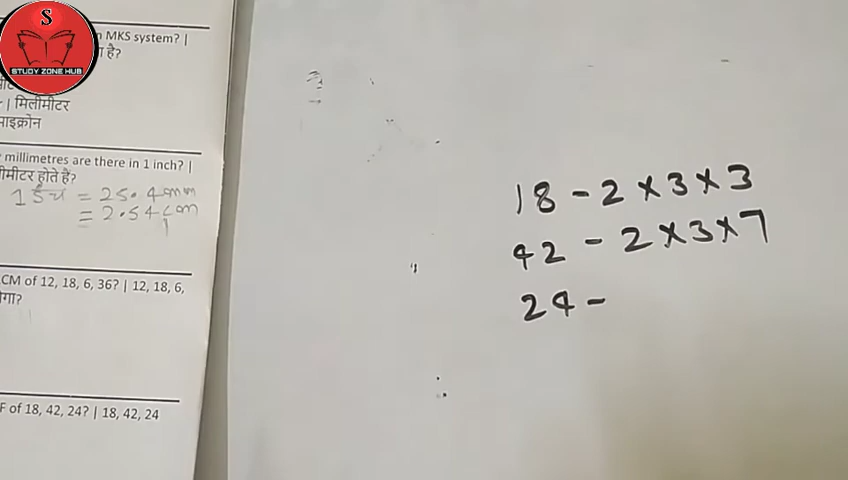 S
STUDY ZONE HUB
n MKS system? |
है?
| मिलीमीटर
माइक्रोन
millimetres are there in 1 inch? |
मीटर होते है?
1 इंच = 25.4mm
= 2.54cm
CM of 12, 18, 6, 36? | 12, 18, 6,
गा?
F of 18, 42, 24? | 18, 42, 24
18 - 2 × 3 × 3
42 - 2 × 3 × 7
24 -